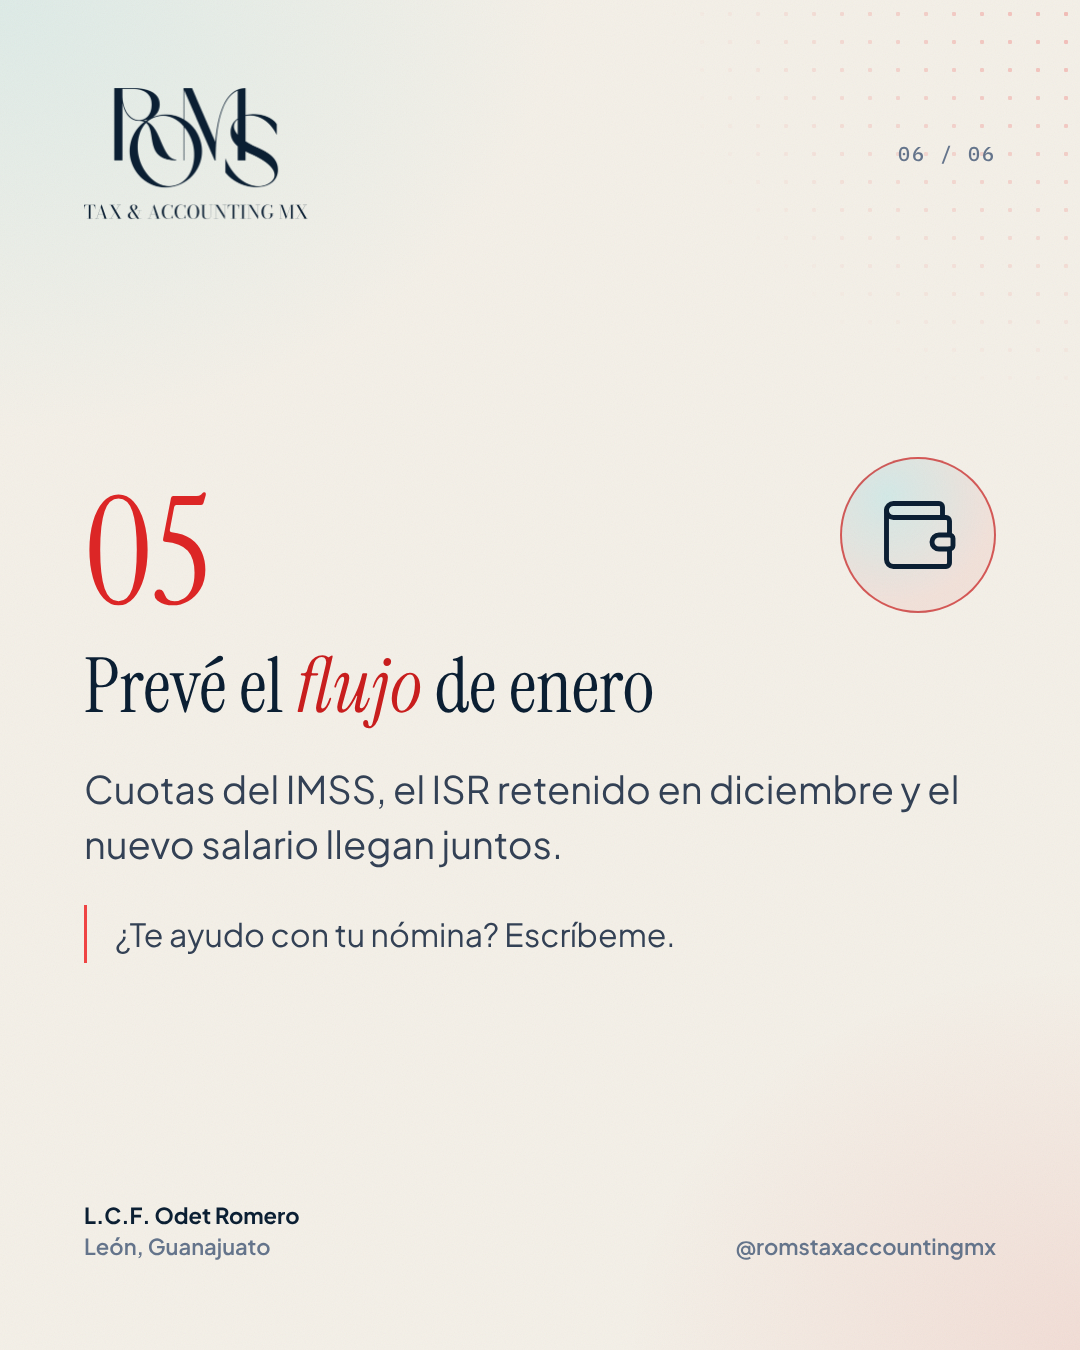 ROMS
TAX & ACCOUNTING MX
06 / 06
05
Prevé el flujo de enero
Cuotas del IMSS, el ISR retenido en diciembre y el
nuevo salario llegan juntos.
¿Te ayudo con tu nómina? Escríbeme.
L.C.F. Odet Romero
León, Guanajuato
@romstaxaccountingmx